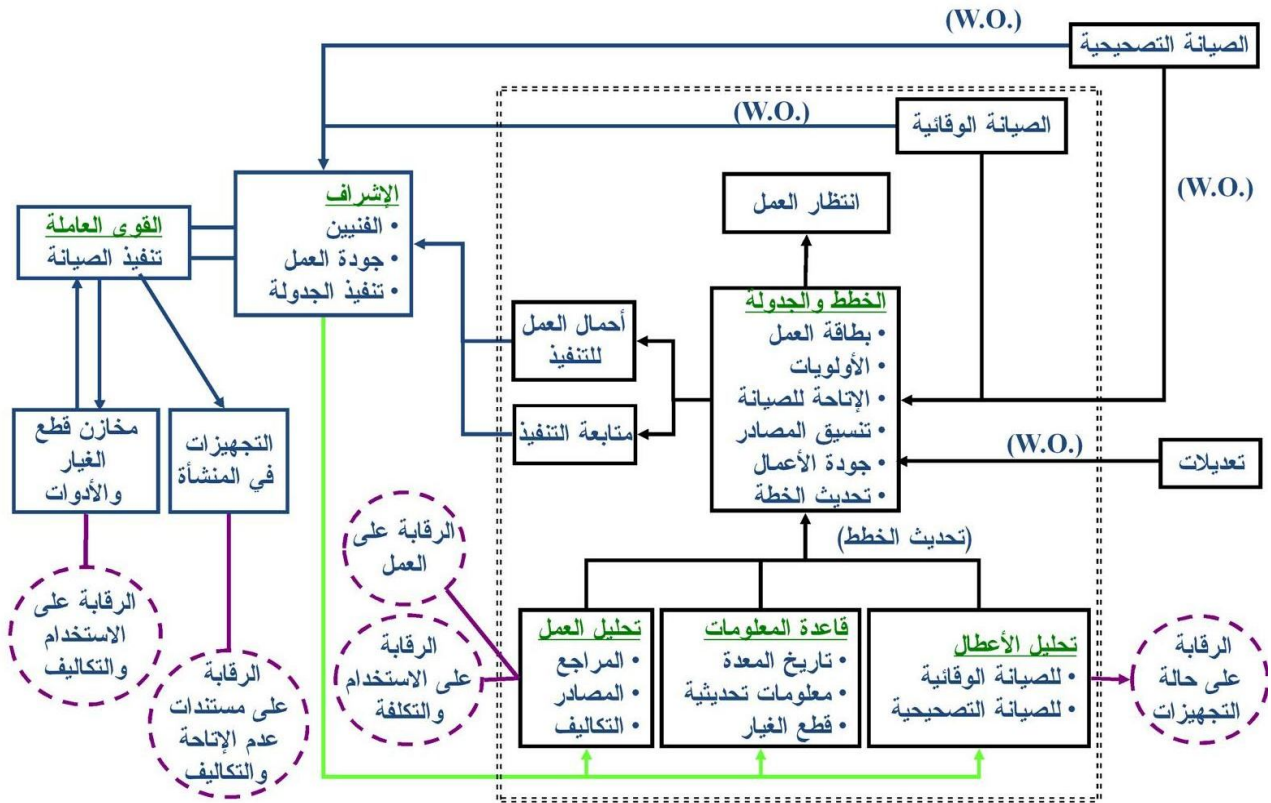 (W.O.)
الصيانة التصحيحية
(W.O.)
الصيانة الوقائية
(W.O.)
انتظار العمل
الإشراف
• الفنيين
• جودة العمل
• تنفيذ الجدولة
القوى العاملة
تنفيذ الصيانة
الخطط والجدولة
• بطاقة العمل
• الأولويات
• الإتاحة للصيانة
• تنسيق المصادر
• جودة الأعمال
• تحديث الخطة
أحمال العمل
للتنفيذ
متابعة التنفيذ
(W.O.)
تعديلات
التجهيزات
في المنشأة
مخازن قطع
الغيار
والأدوات
(تحديث الخطط)
الرقابة على
العمل
تحليل الأعطال
• للصيانة الوقائية
• للصيانة التصحيحية
قاعدة المعلومات
• تاريخ المعدة
• معلومات تحديثية
• قطع الغيار
تحليل العمل
• المراجع
• المصادر
• التكاليف
الرقابة
على حالة
التجهيزات
الرقابة
على الاستخدام
والتكلفة
الرقابة
على مستندات
عدم الإتاحة
والتكاليف
الرقابة على
الاستخدام
والتكاليف